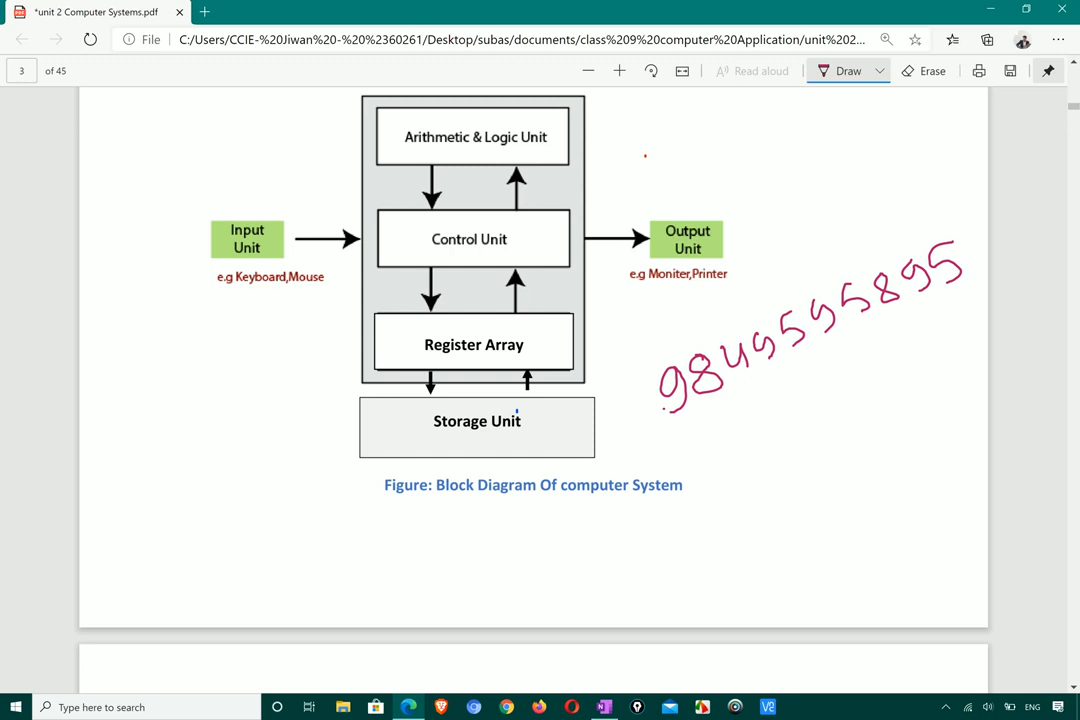 *unit 2 Computer Systems.pdf
File
C:/Users/CCIE-%20Jiwan%20-%20%2360261/Desktop/subas/documents/class%209%20computer%20Application/unit%202...
3 of 45
Read aloud
Draw
Erase
Arithmetic & Logic Unit
Input
Unit
Control Unit
Output
Unit
e.g Keyboard,Mouse
e.g Moniter,Printer
9849595895
Register Array
Storage Unit
Figure: Block Diagram Of computer System
Type here to search
ENG